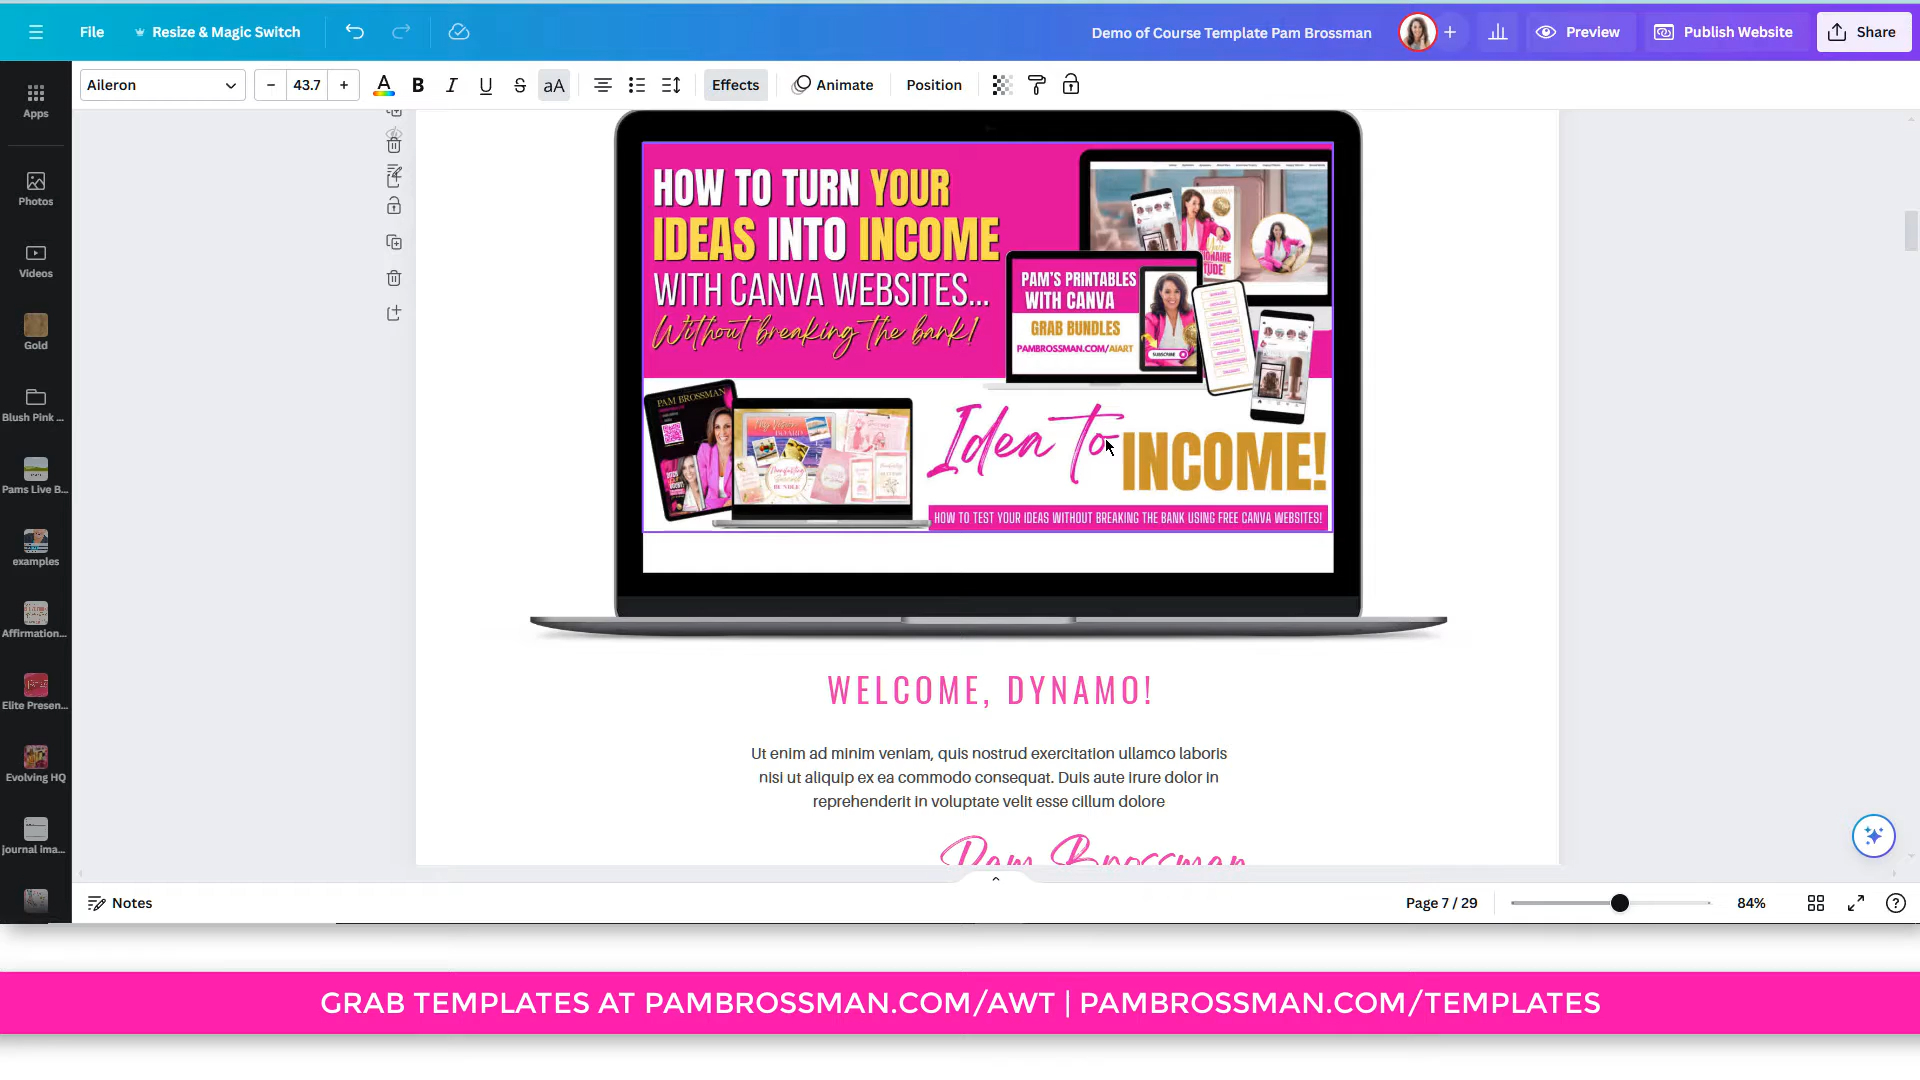 File
Resize & Magic Switch
Demo of Course Template Pam Brossman
Preview
Publish Website
Share
Aileron
− 43.7 +
B I U S aA
Effects
Animate
Position
Apps
Photos
Videos
Gold
Blush Pink ...
Pams Live B...
examples
Affirmation...
Elite Presen...
Evolving HQ
journal ima...
HOW TO TURN YOUR
IDEAS INTO INCOME
WITH CANVA WEBSITES...
Without breaking the bank!
PAM'S PRINTABLES
WITH CANVA
GRAB BUNDLES
PAMBROSSMAN.COM/AIART
SUBSCRIBE
PAM BROSSMAN
Idea to
INCOME!
HOW TO TEST YOUR IDEAS WITHOUT BREAKING THE BANK USING FREE CANVA WEBSITES!
WELCOME, DYNAMO!
Ut enim ad minim veniam, quis nostrud exercitation ullamco laboris
nisi ut aliquip ex ea commodo consequat. Duis aute irure dolor in
reprehenderit in voluptate velit esse cillum dolore
Pam Brossman
Notes
Page 7 / 29
84%
GRAB TEMPLATES AT PAMBROSSMAN.COM/AWT | PAMBROSSMAN.COM/TEMPLATES